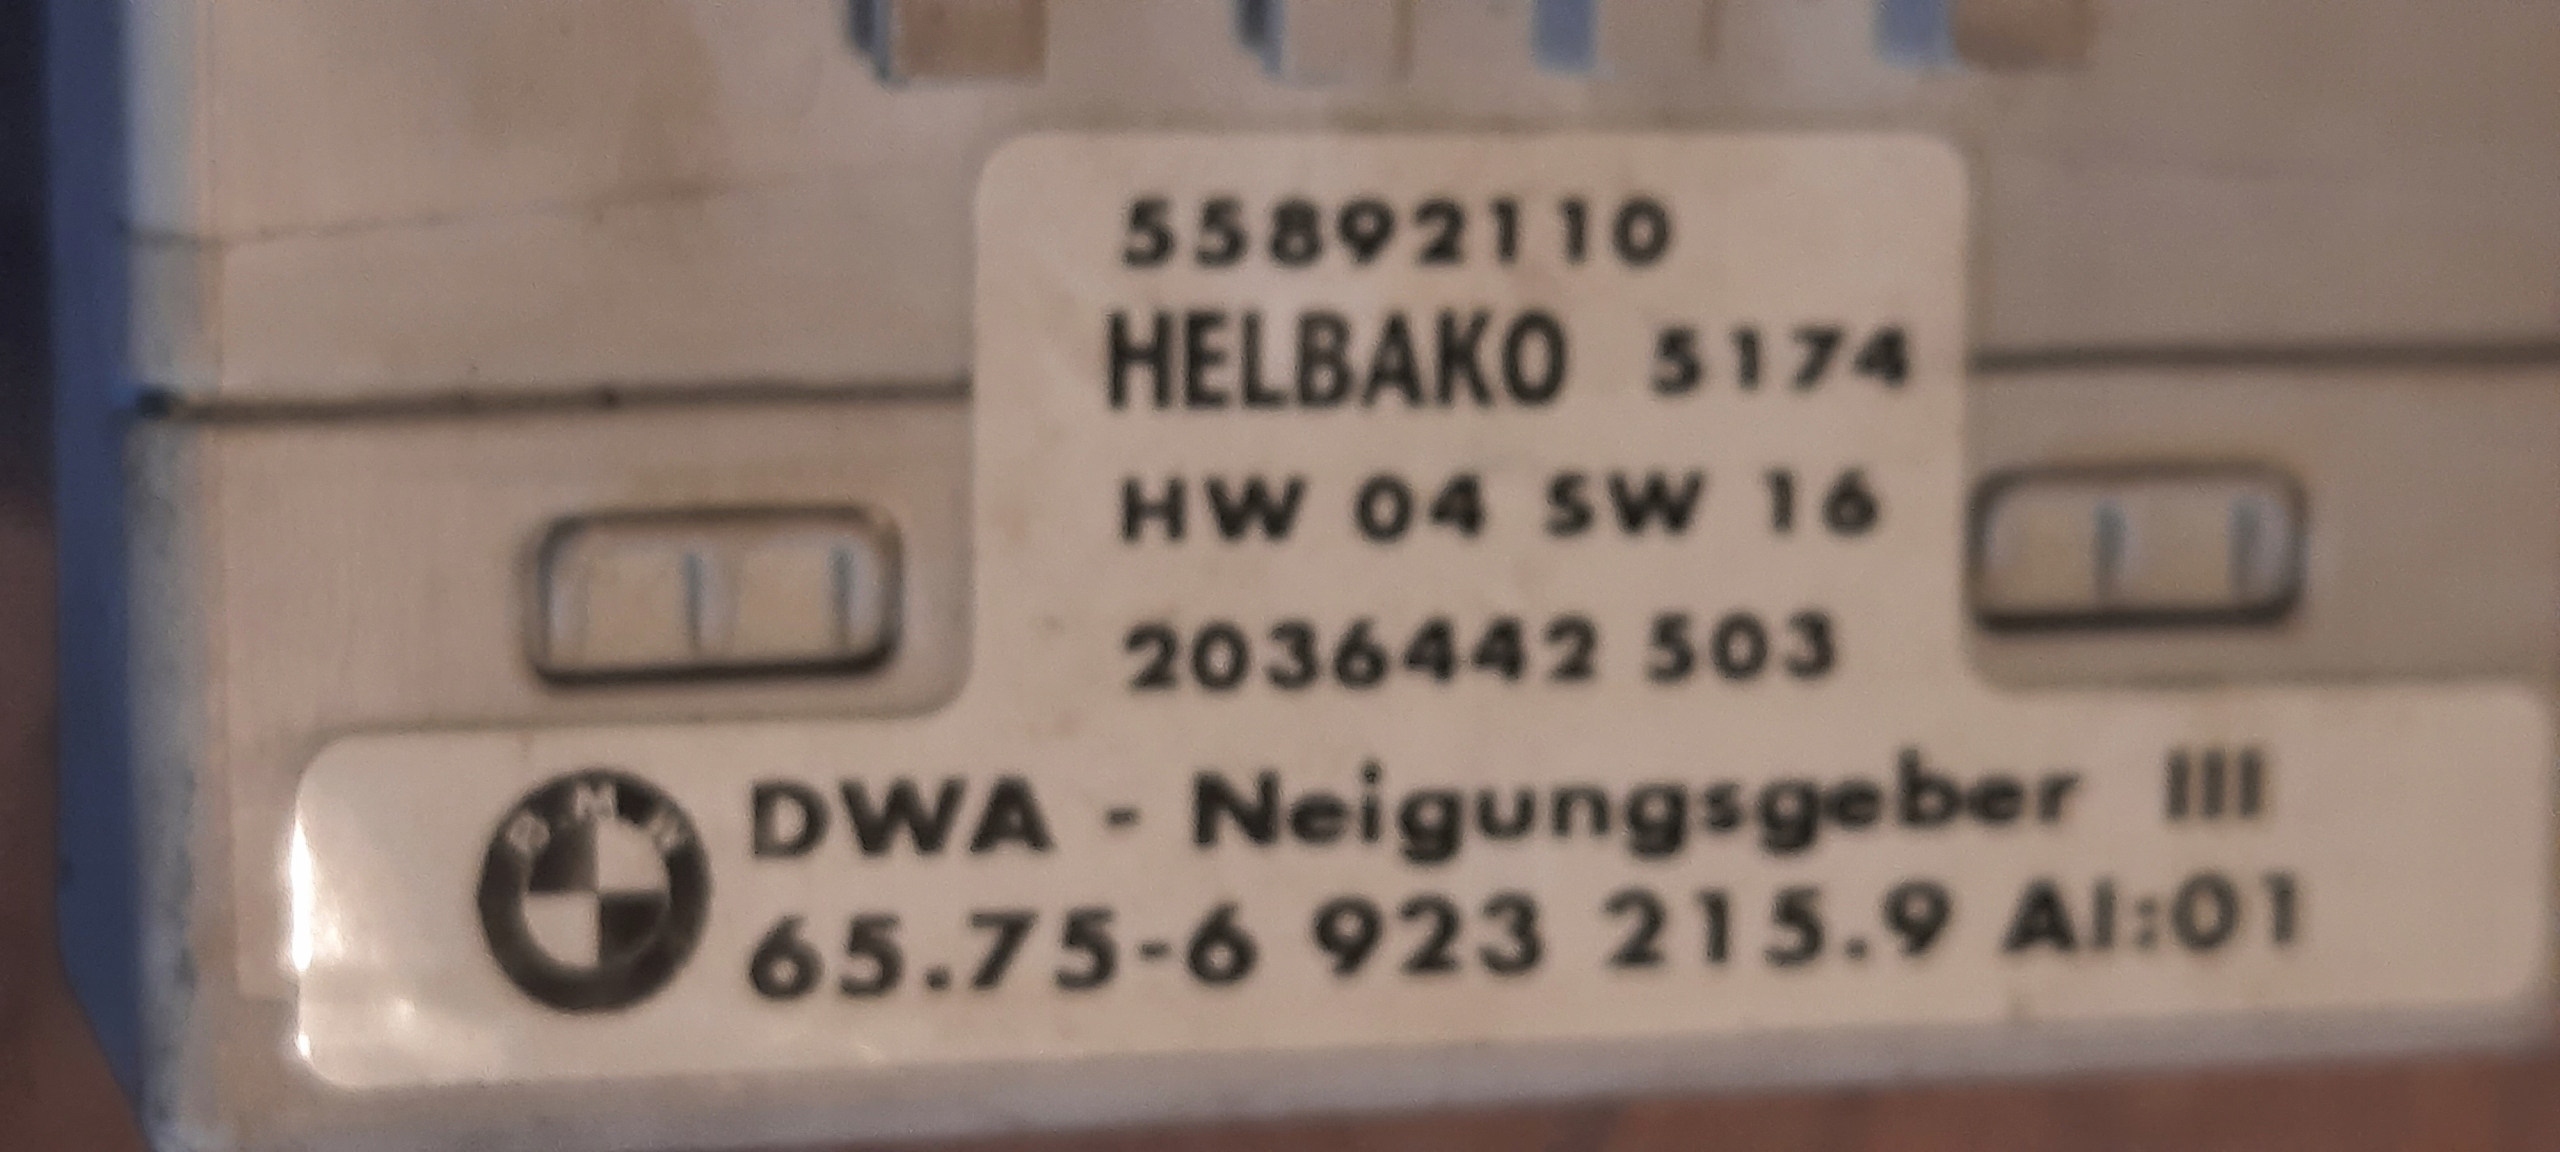 55892110
HELBAKO 5174
HW 04 SW 16
2036442 503
BMW
DWA - Neigungsgeber III
65.75-6 923 215.9 AI:01